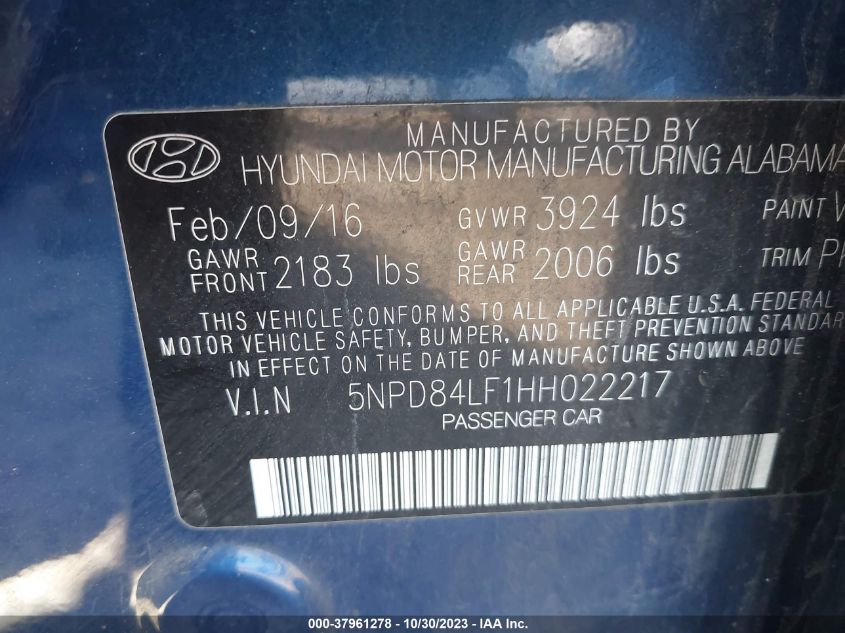 MANUFACTURED BY
HYUNDAI MOTOR MANUFACTURING ALABAMA
Feb/09/16 GVWR 3924 lbs PAINT
GAWR FRONT 2183 lbs GAWR REAR 2006 lbs TRIM
THIS VEHICLE CONFORMS TO ALL APPLICABLE U.S.A. FEDERAL
MOTOR VEHICLE SAFETY, BUMPER, AND THEFT PREVENTION STANDAR
IN EFFECT ON THE DATE OF MANUFACTURE SHOWN ABOVE
V.I.N 5NPD84LF1HH022217
PASSENGER CAR
000-37961278 - 10/30/2023 - IAA Inc.